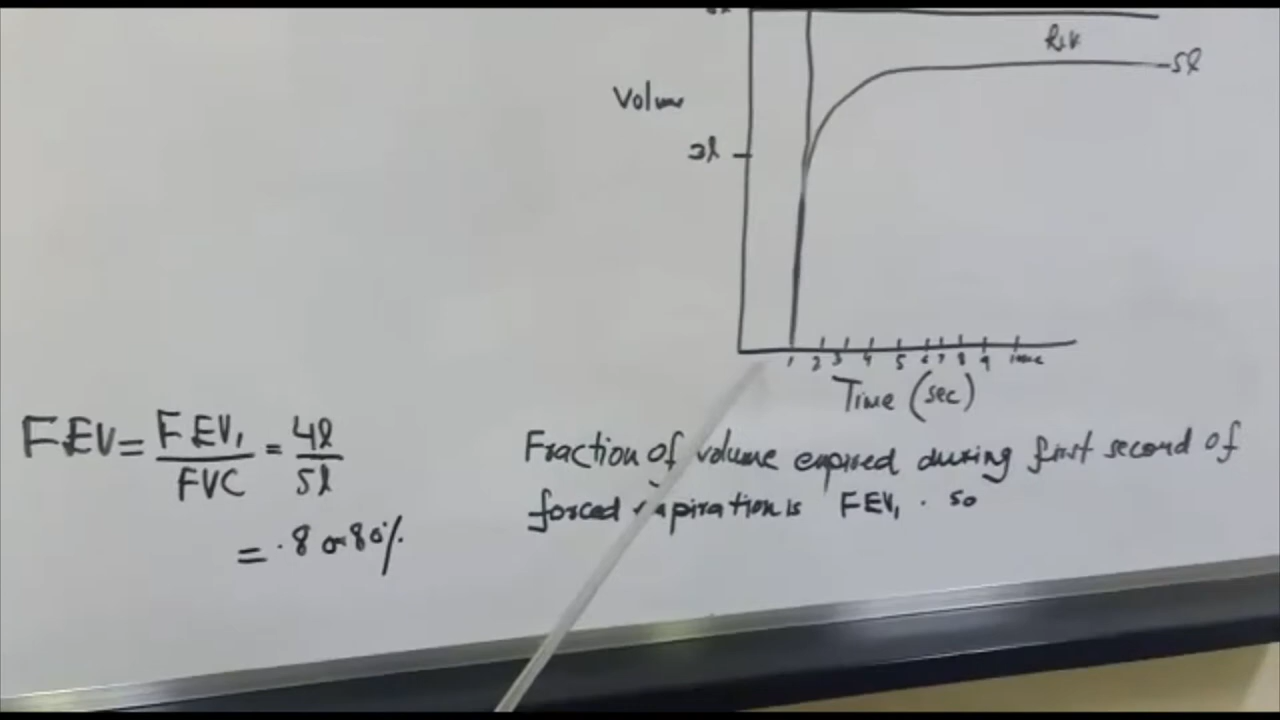 R.V
5l
Volume
3l
1 2 3 4 5 6 7 8 9
Time (sec)
FEV = FEV₁ / FVC = 4l / 5l
= .8 or 80%
Fraction of volume expired during first second of
forced expiration is FEV₁ . so